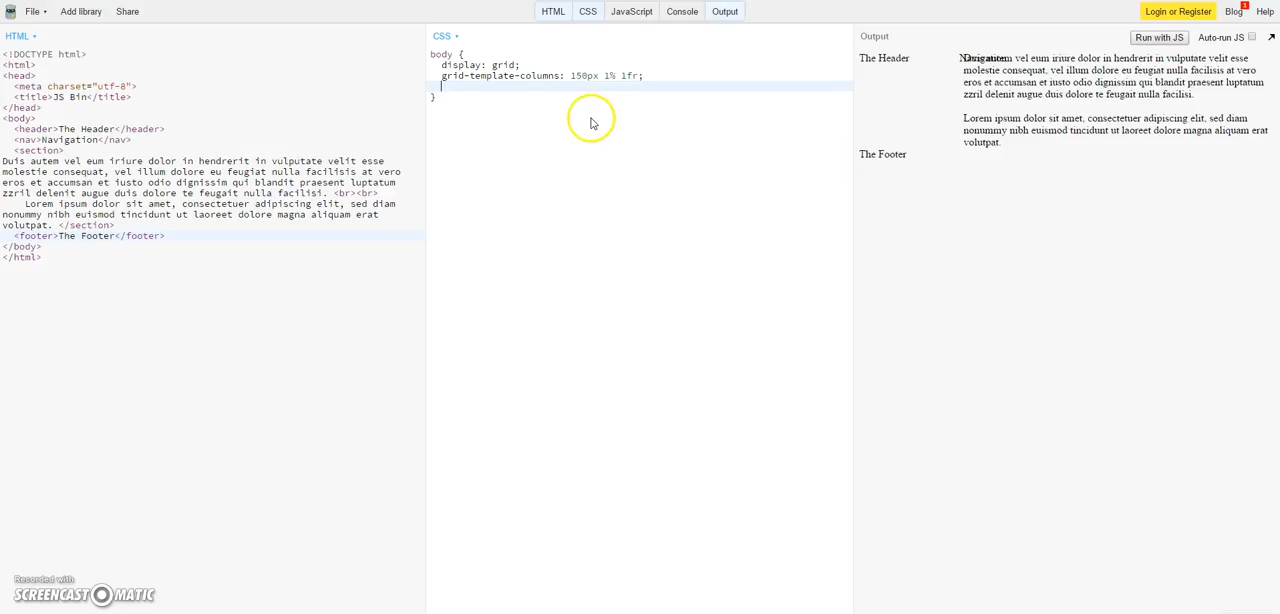 File ▾ Add library Share HTML CSS JavaScript Console Output Login or Register Blog 1 Help
HTML ▾
<!DOCTYPE html>
<html>
<head>
<meta charset="utf-8">
<title>JS Bin</title>
</head>
<body>
<header>The Header</header>
<nav>Navigation</nav>
<section>
Duis autem vel eum iriure dolor in hendrerit in vulputate velit esse
molestie consequat, vel illum dolore eu feugiat nulla facilisis at vero
eros et accumsan et iusto odio dignissim qui blandit praesent luptatum
zzril delenit augue duis dolore te feugait nulla facilisi. <br><br>
Lorem ipsum dolor sit amet, consectetuer adipiscing elit, sed diam
nonummy nibh euismod tincidunt ut laoreet dolore magna aliquam erat
volutpat. </section>
<footer>The Footer</footer>
</body>
</html>
CSS ▾
body {
display: grid;
grid-template-columns: 150px 1% 1fr;
}
Output Run with JS Auto-run JS
The Header
autem vel eum iriure dolor in hendrerit in vulputate velit esse
molestie consequat, vel illum dolore eu feugiat nulla facilisis at vero
eros et accumsan et iusto odio dignissim qui blandit praesent luptatum
zzril delenit augue duis dolore te feugait nulla facilisi.
Lorem ipsum dolor sit amet, consectetuer adipiscing elit, sed diam
nonummy nibh euismod tincidunt ut laoreet dolore magna aliquam erat
volutpat.
The Footer
Recorded with
SCREENCAST MATIC